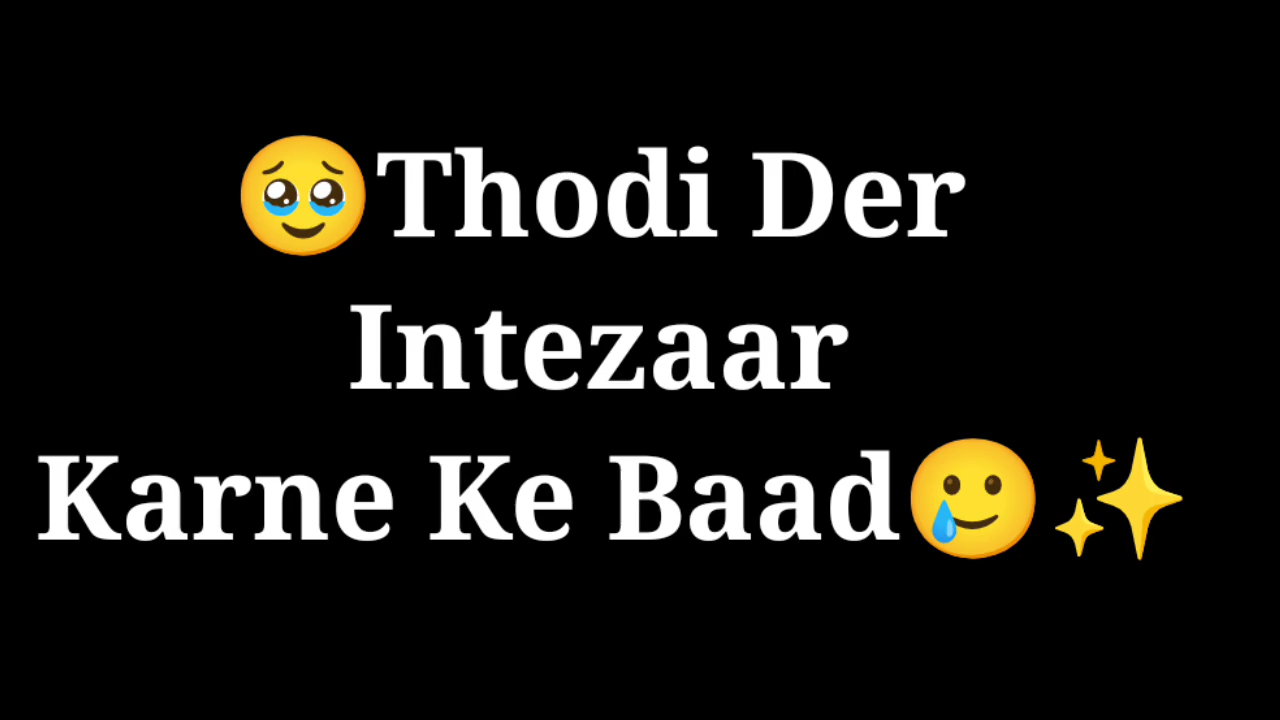 🥹Thodi Der
Intezaar
Karne Ke Baad🥲✨